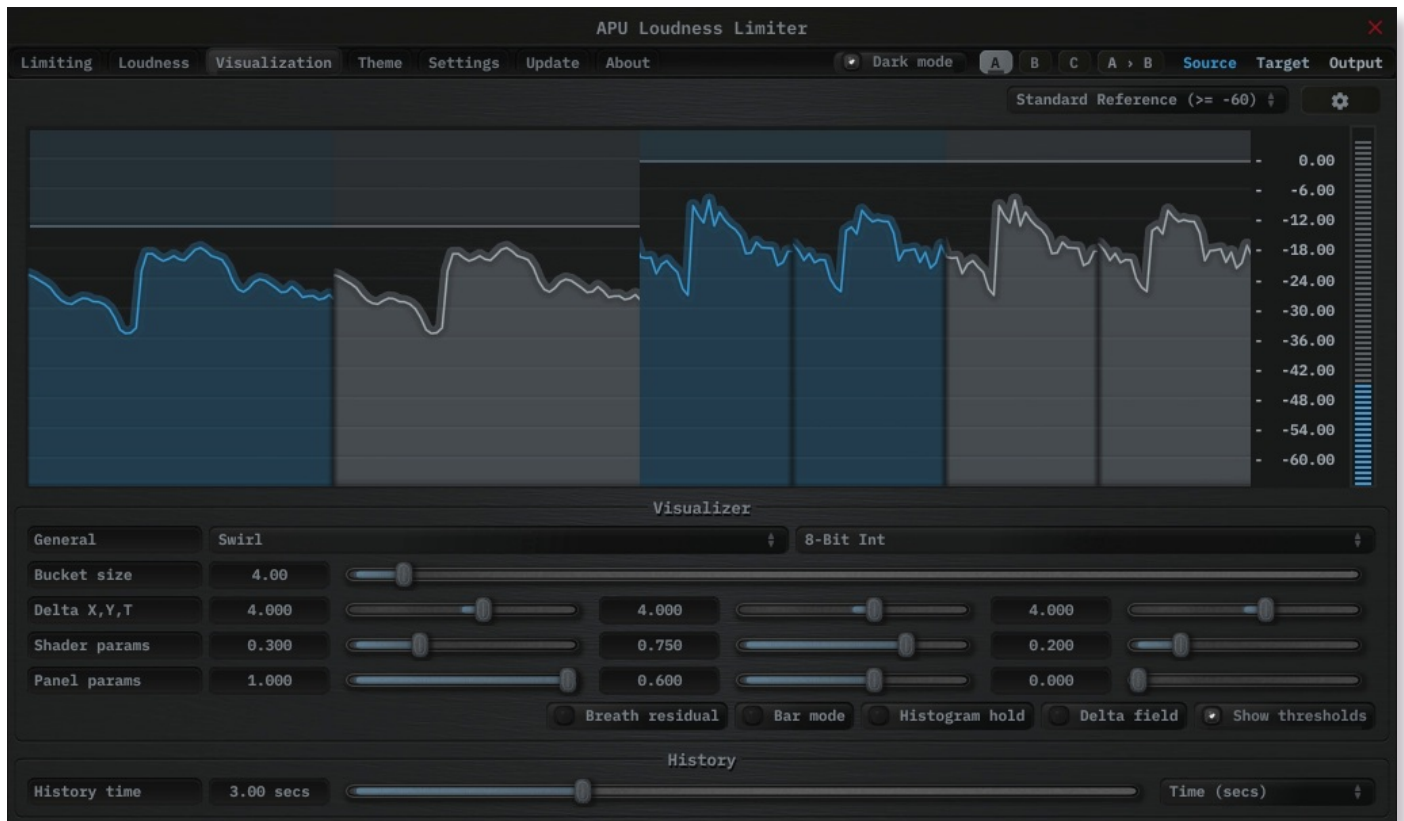 APU Loudness Limiter
Limiting Loudness Visualization Theme Settings Update About Dark mode A B C A › B Source Target Output
Standard Reference (>= -60)
- 0.00
- -6.00
- -12.00
- -18.00
- -24.00
- -30.00
- -36.00
- -42.00
- -48.00
- -54.00
- -60.00
Visualizer
General Swirl 8-Bit Int
Bucket size 4.00
Delta X,Y,T 4.000 4.000 4.000
Shader params 0.300 0.750 0.200
Panel params 1.000 0.600 0.000
Breath residual Bar mode Histogram hold Delta field Show thresholds
History
History time 3.00 secs Time (secs)